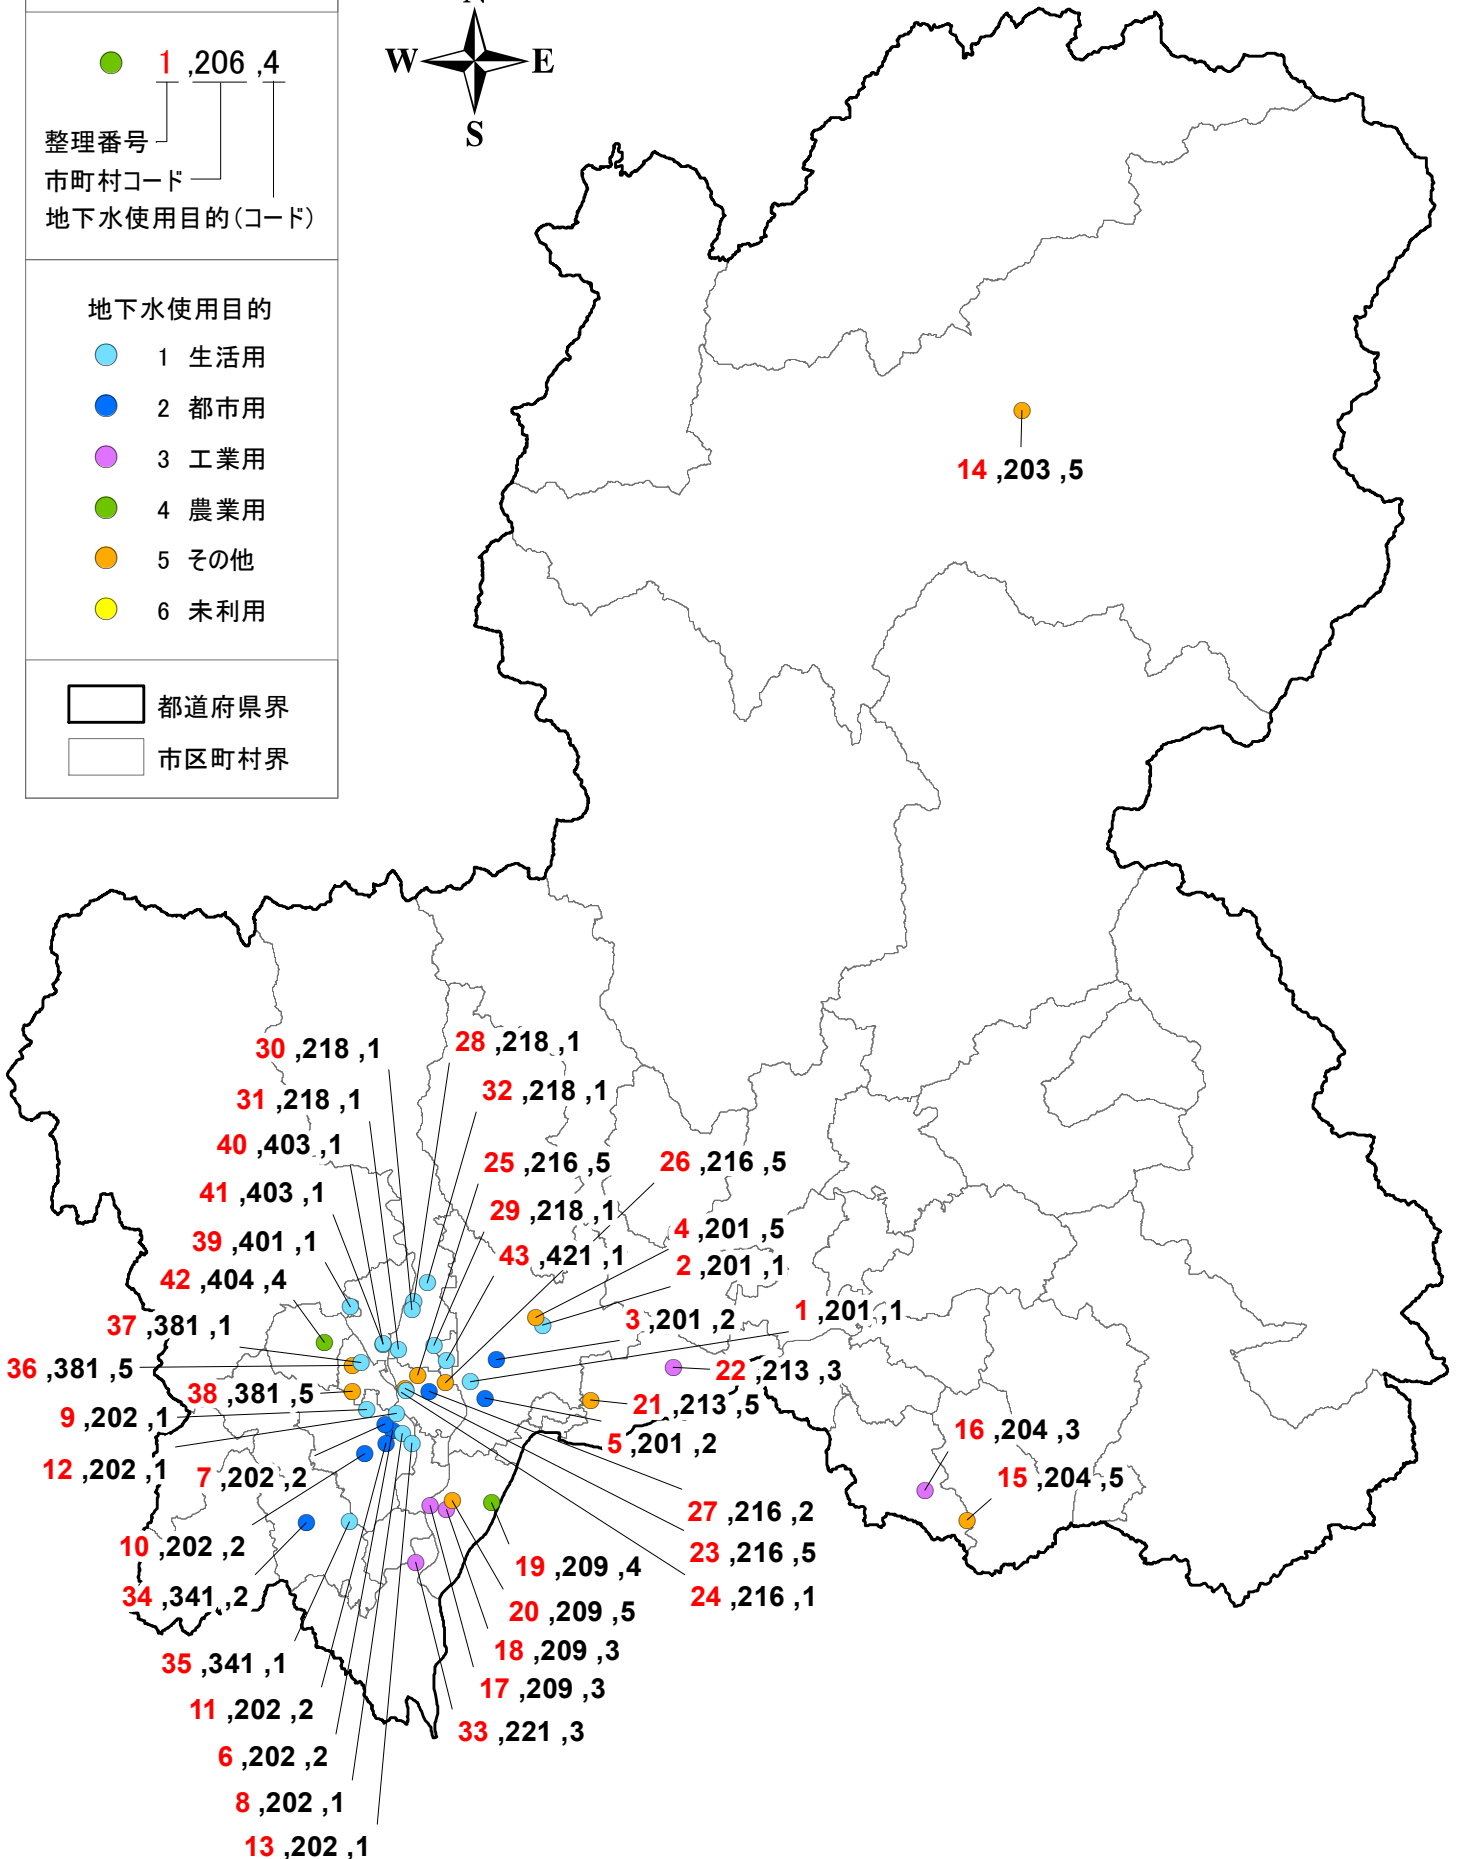 N
W
E
S
1 ,206 ,4
整理番号
市町村コード
地下水使用目的(コード)
地下水使用目的
1 生活用
2 都市用
3 工業用
4 農業用
5 その他
6 未利用
都道府県界
市区町村界
14 ,203 ,5
30 ,218 ,1
28 ,218 ,1
31 ,218 ,1
32 ,218 ,1
40 ,403 ,1
25 ,216 ,5
26 ,216 ,5
41 ,403 ,1
29 ,218 ,1
4 ,201 ,5
39 ,401 ,1
43 ,421 ,1
2 ,201 ,1
42 ,404 ,4
37 ,381 ,1
3 ,201 ,2
1 ,201 ,1
36 ,381 ,5
22 ,213 ,3
38 ,381 ,5
21 ,213 ,5
9 ,202 ,1
16 ,204 ,3
5 ,201 ,2
12 ,202 ,1
7 ,202 ,2
15 ,204 ,5
27 ,216 ,2
10 ,202 ,2
23 ,216 ,5
19 ,209 ,4
34 ,341 ,2
24 ,216 ,1
20 ,209 ,5
18 ,209 ,3
35 ,341 ,1
17 ,209 ,3
11 ,202 ,2
33 ,221 ,3
6 ,202 ,2
8 ,202 ,1
13 ,202 ,1